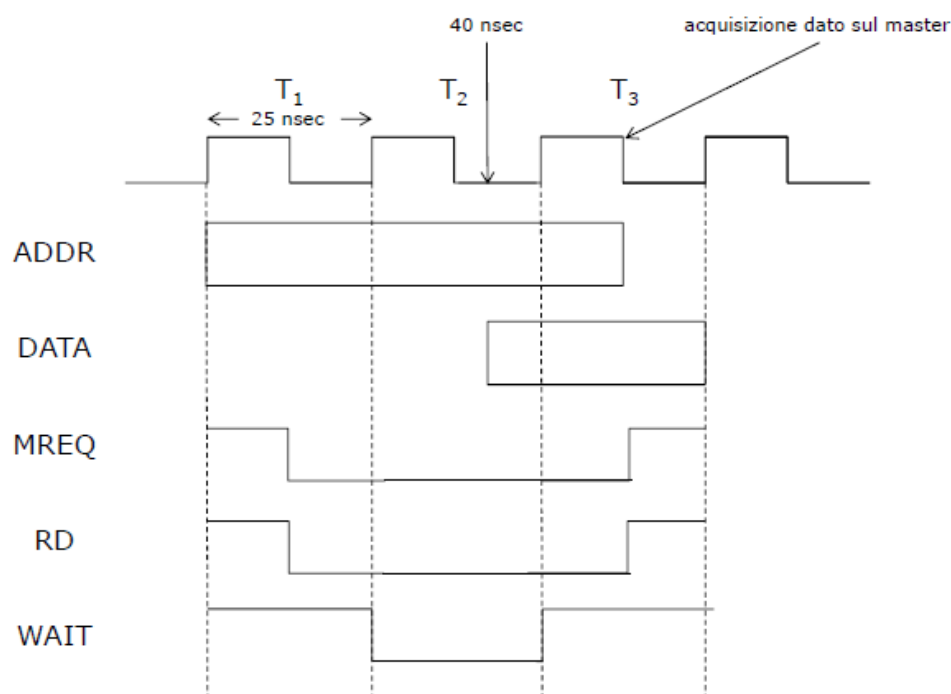 40 nsec
acquisizione dato sul master
T1
T2
T3
25 nsec
ADDR
DATA
MREQ
RD
WAIT